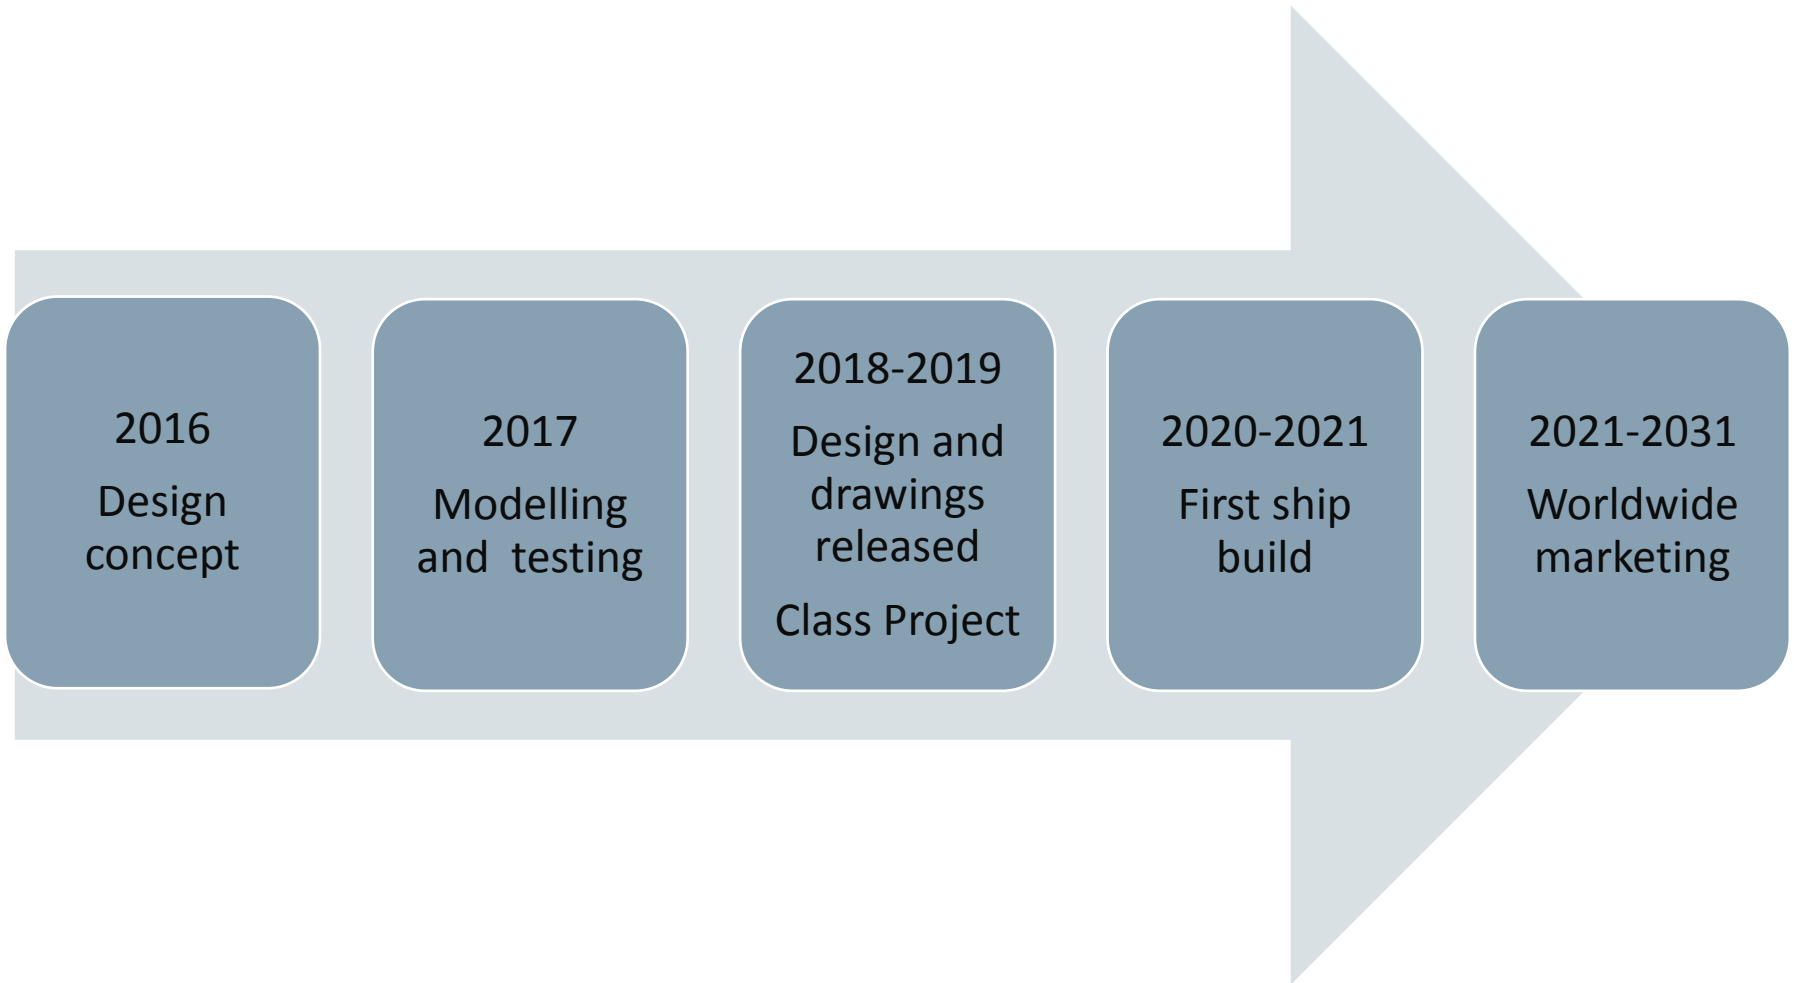 2016
Design
concept
2017
Modelling
and  testing
2018-2019
Design and
drawings
released
Class Project
2020-2021
First ship
build
2021-2031
Worldwide
marketing